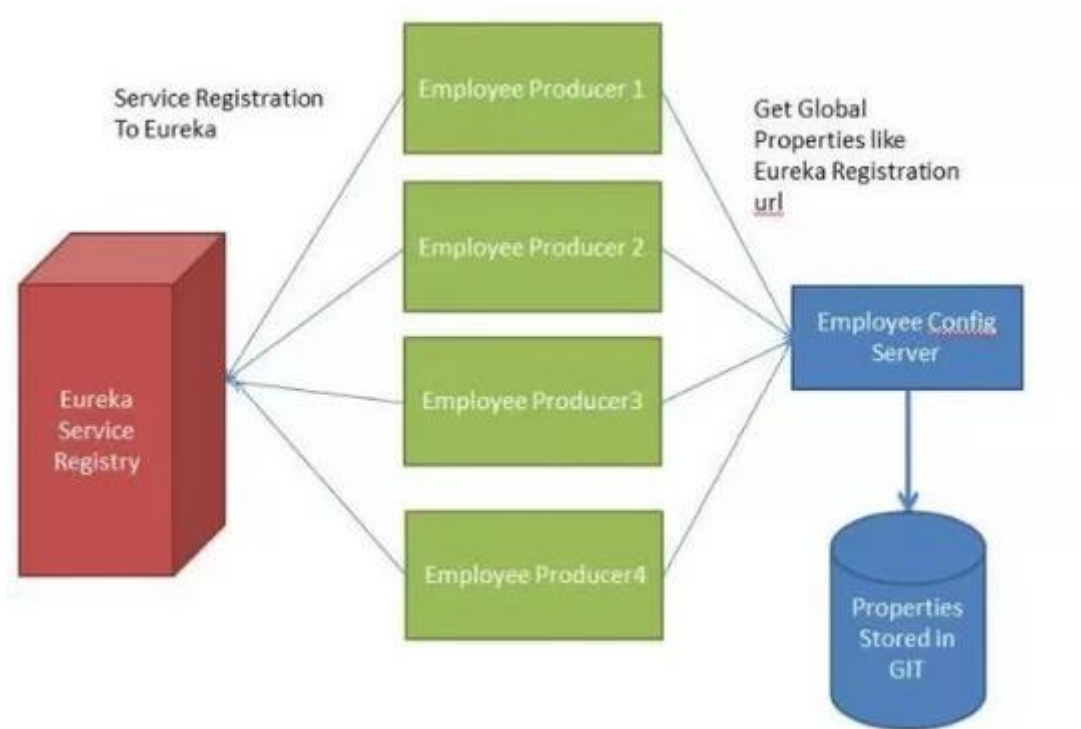 Service Registration
To Eureka
Employee Producer 1
Get Global
Properties like
Eureka Registration
url
Employee Producer 2
Employee Config
Server
Eureka
Service
Registry
Employee Producer3
Employee Producer4
Properties
Stored in
GIT